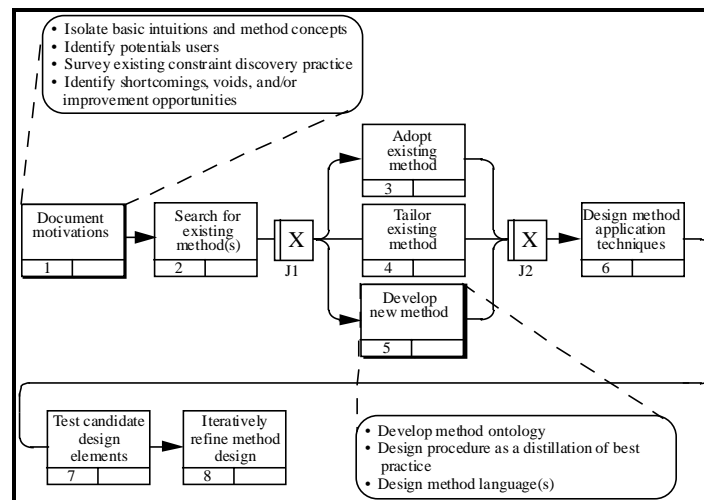 • Isolate basic intuitions and method concepts
• Identify potentials users
• Survey existing constraint discovery practice
• Identify shortcomings, voids, and/or
improvement opportunities
Document
motivations
1
Search for
existing
method(s)
2
X
J1
Adopt
existing
method
3
Tailor
existing
method
4
Develop
new method
5
X
J2
Design method
application
techniques
6
Test candidate
design
elements
7
Iteratively
refine method
design
8
• Develop method ontology
• Design procedure as a distillation of best
practice
• Design method language(s)